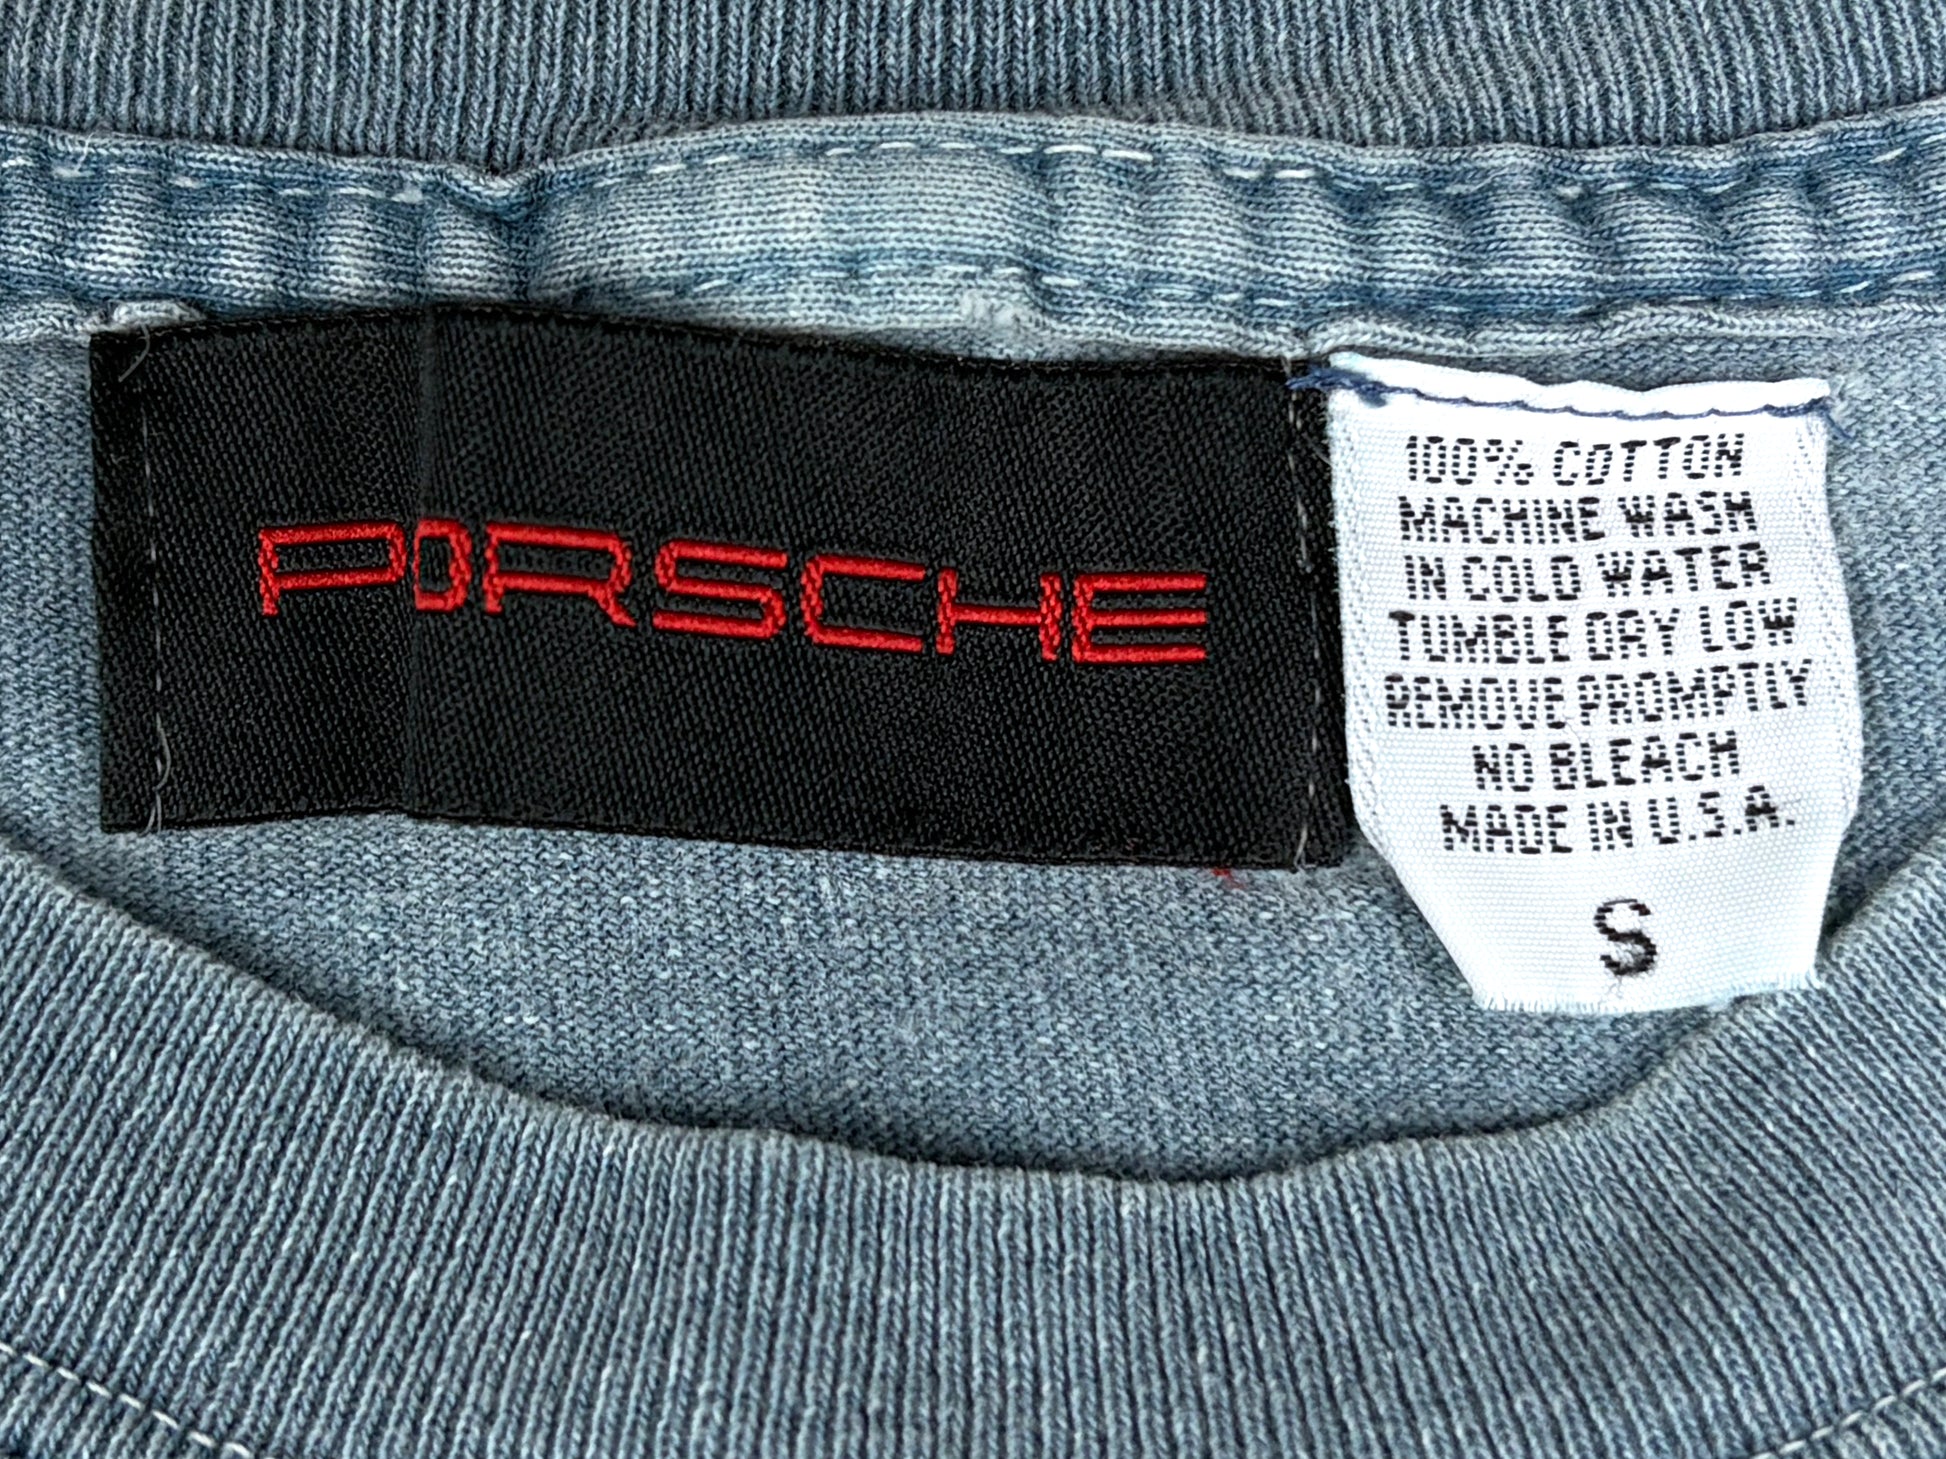 PORSCHE
100% COTTON
MACHINE WASH
IN COLD WATER
TUMBLE DRY LOW
REMOVE PROMPTLY
NO BLEACH
MADE IN U.S.A.
S